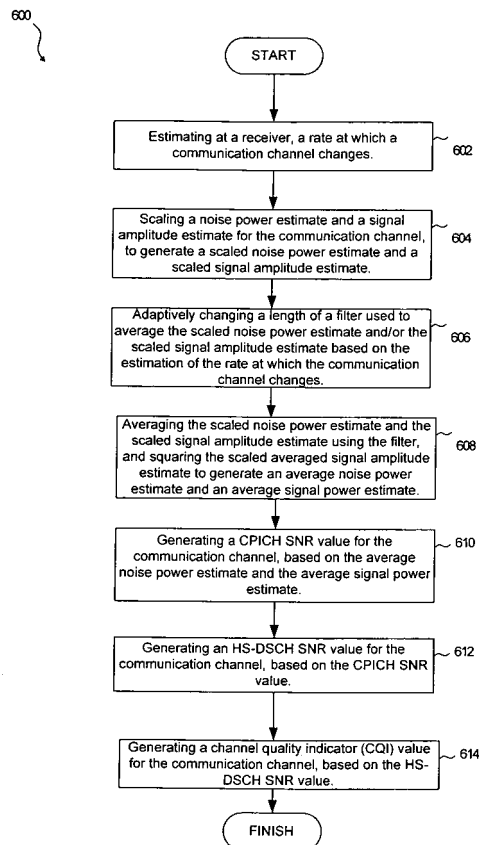 600
START
Estimating at a receiver, a rate at which a
communication channel changes.
602
Scaling a noise power estimate and a signal
amplitude estimate for the communication channel,
to generate a scaled noise power estimate and a
scaled signal amplitude estimate.
604
Adaptively changing a length of a filter used to
average the scaled noise power estimate and/or the
scaled signal amplitude estimate based on the
estimation of the rate at which the communication
channel changes.
606
Averaging the scaled noise power estimate and the
scaled signal amplitude estimate using the filter,
and squaring the scaled averaged signal amplitude
estimate to generate an average noise power
estimate and an average signal power estimate.
608
Generating a CPICH SNR value for the
communication channel, based on the average
noise power estimate and the average signal power
estimate.
610
Generating an HS-DSCH SNR value for the
communication channel, based on the CPICH SNR
value.
612
Generating a channel quality indicator (CQI) value
for the communication channel, based on the HS-
DSCH SNR value.
614
FINISH